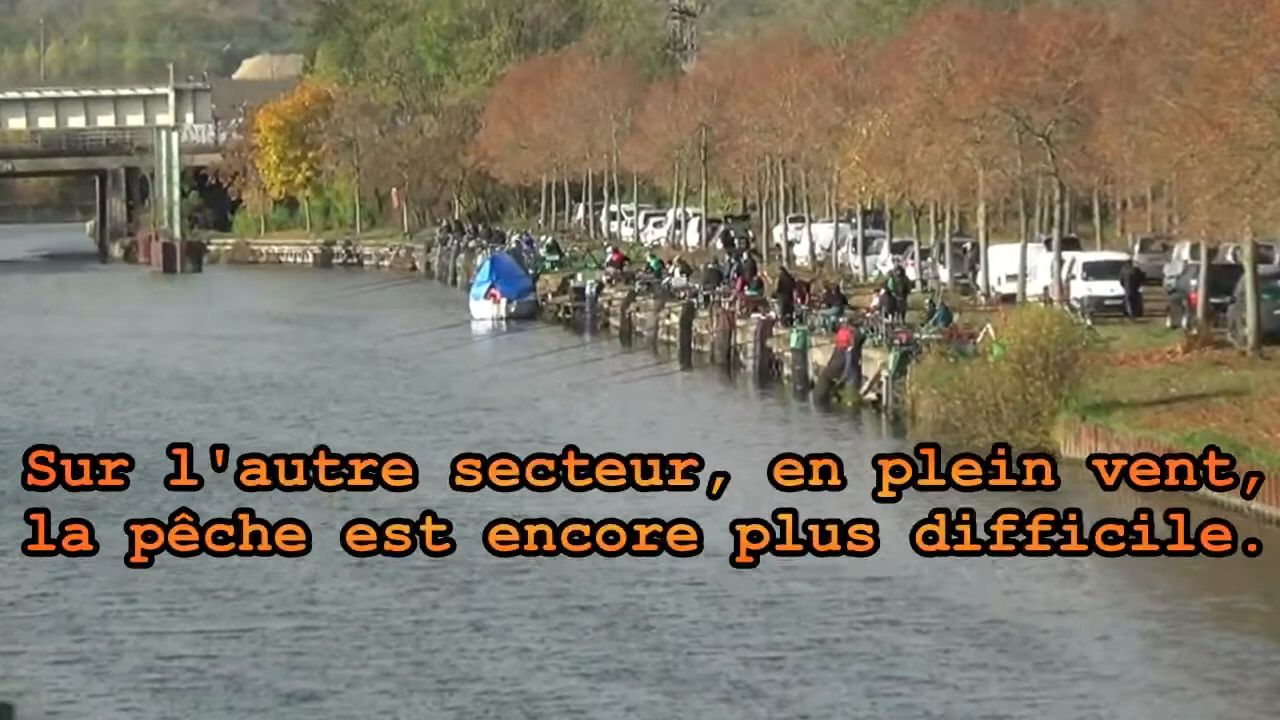 Sur l'autre secteur, en plein vent,
la pêche est encore plus difficile.